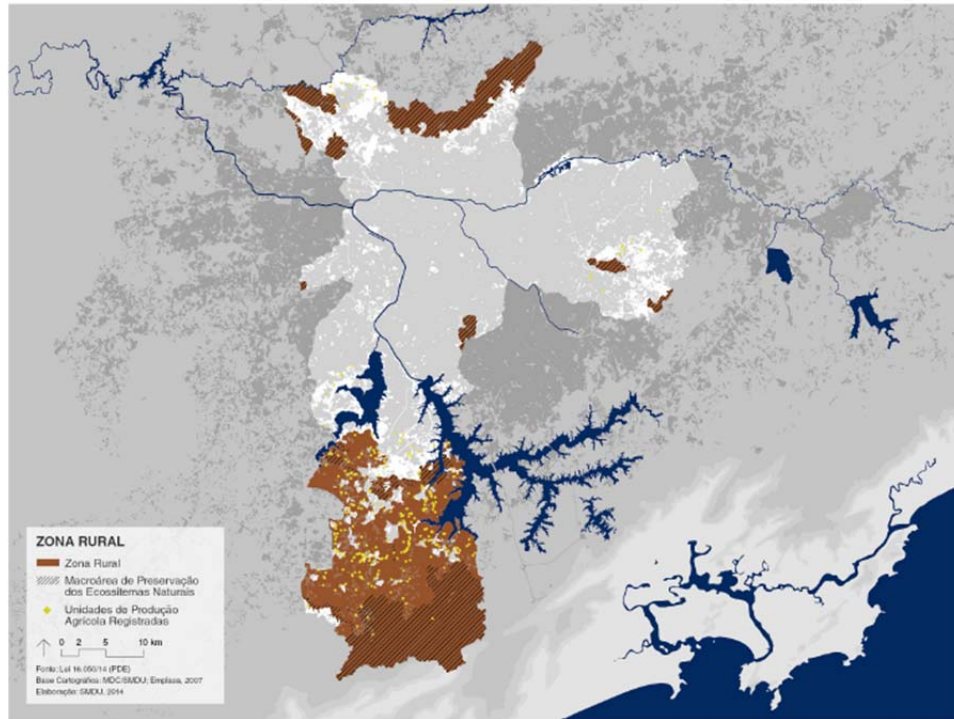 ZONA RURAL
Zona Rural
Macroárea de Preservação
dos Ecossitemas Naturais
Unidades de Produção
Agrícola Registradas
0 2 5 10 km
Fonte: Lei 16.050/14 (PDE)
Base Cartográfica: MDC/SMDU; Emplasa, 2007
Elaboração: SMDU, 2014